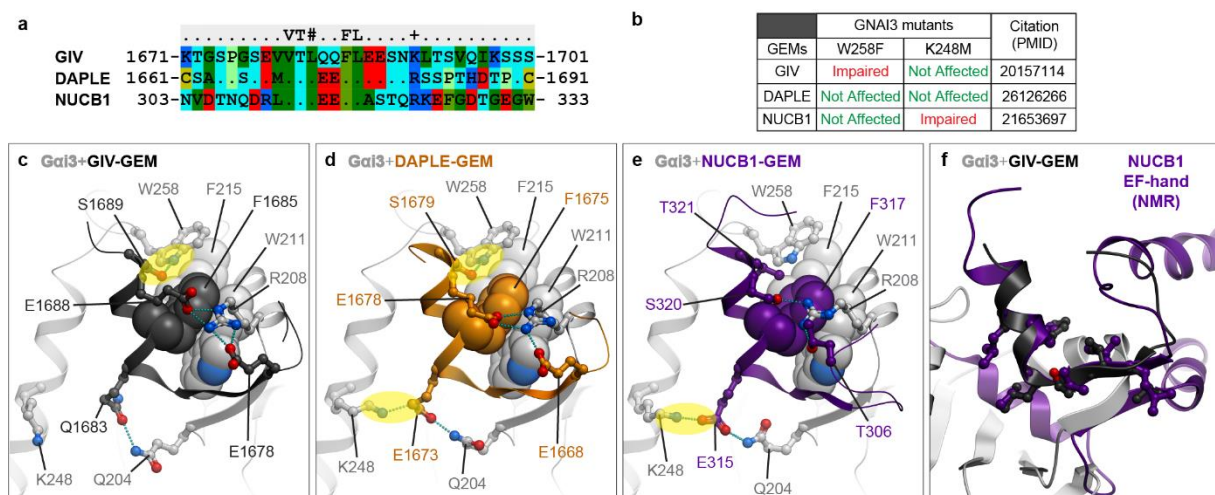 a
.........VT#..FL.....+.........
GIV 1671-KTGSPGSEVVTLQQFLEESNKLTSVQIKSSS-1701
DAPLE 1661-CSA..S..M...EE.....RSSPTHDTP.C-1691
NUCB1 303-NVDTNQDRL...EE..ASTQRKEFGDTGEGW- 333
b
GNAI3 mutants Citation (PMID)
GEMs W258F K248M
GIV Impaired Not Affected 20157114
DAPLE Not Affected Not Affected 26126266
NUCB1 Not Affected Impaired 21653697
c Gαi3+GIV-GEM
W258 F215
S1689 F1685
W211
R208
E1688
Q1683
E1678
K248 Q204
d Gαi3+DAPLE-GEM
W258 F215
S1679 F1675
W211
R208
E1678
K248
E1673 E1668
Q204
e Gαi3+NUCB1-GEM
W258 F215
T321 F317
W211
R208
S320
T306
K248 E315
Q204
f Gαi3+GIV-GEM NUCB1
EF-hand
(NMR)